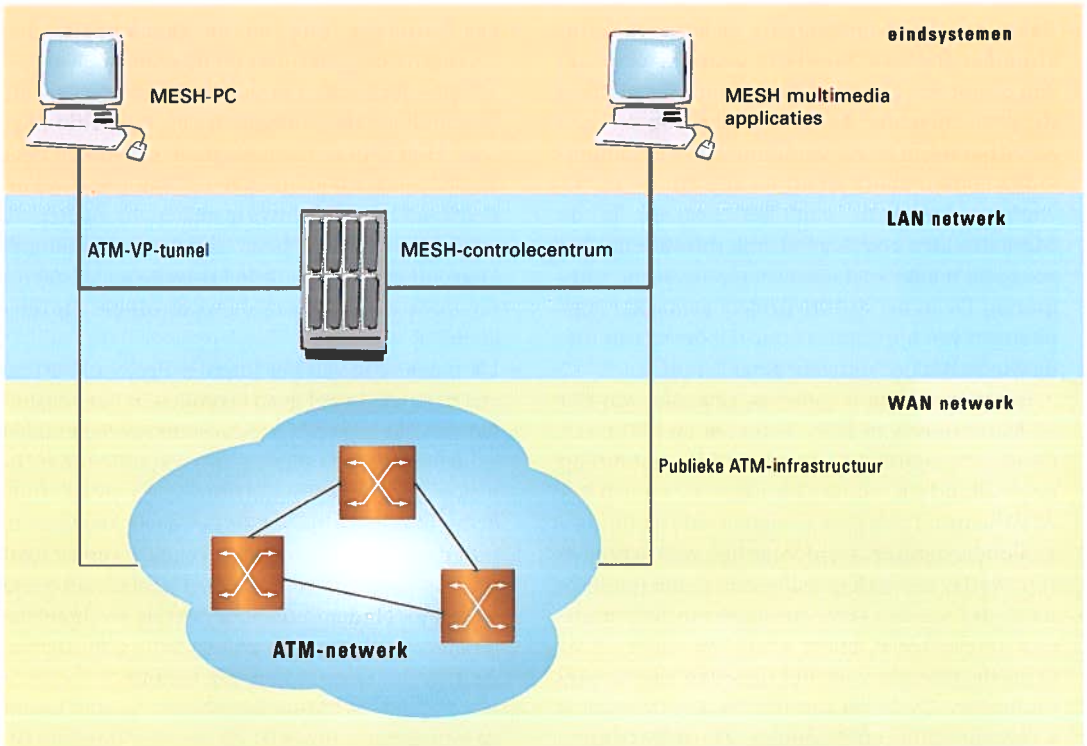 eindsystemen
MESH-PC
MESH multimedia
applicaties
LAN netwerk
ATM-VP-tunnel
MESH-controlecentrum
WAN netwerk
Publieke ATM-infrastructuur
ATM-netwerk